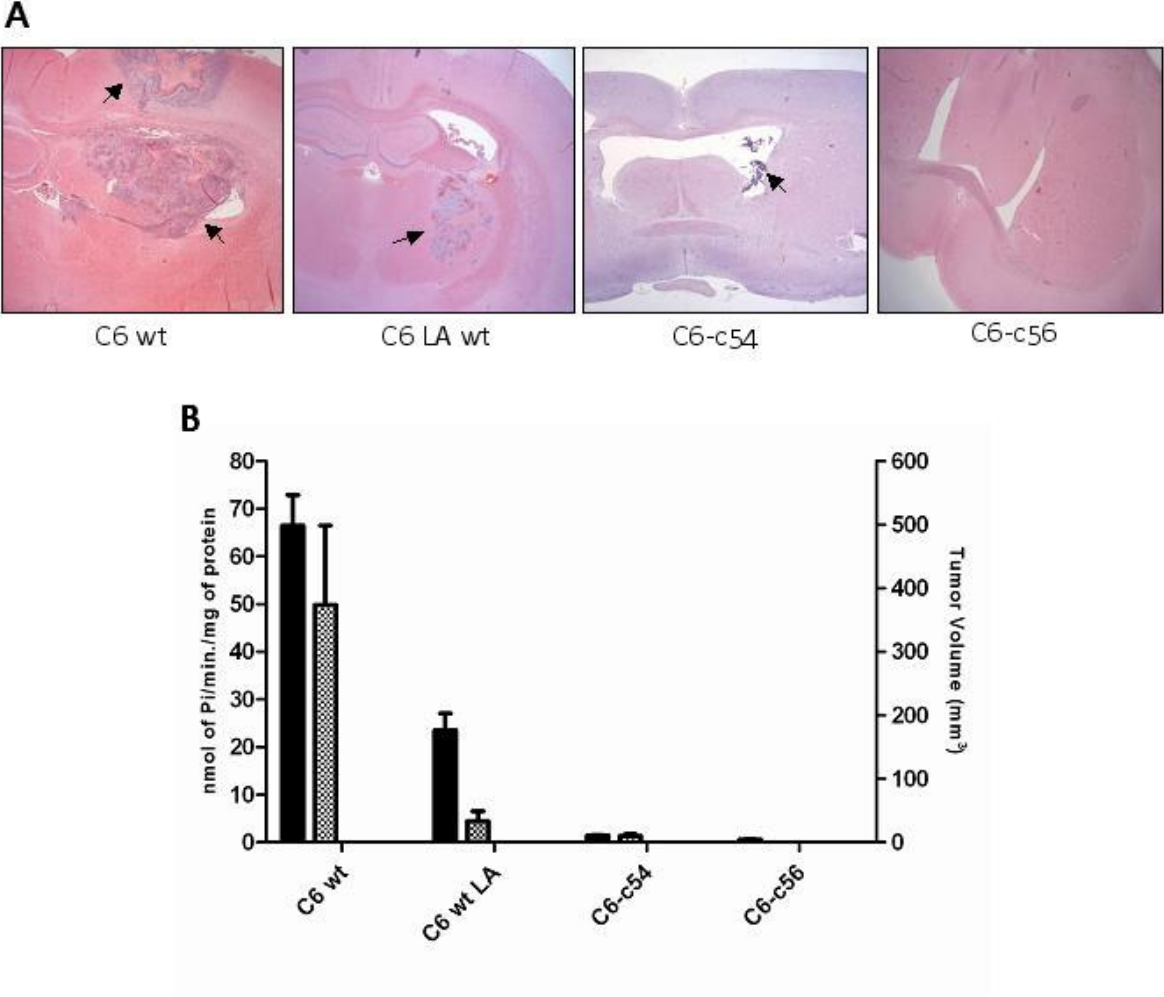 A
C6 wt
C6 LA wt
C6-c54
C6-c56
B
nmol of Pi/min./mg of protein
80
70
60
50
40
30
20
10
0
600
500
400
300
200
100
0
Tumor Volume (mm³)
C6 wt
C6 wt LA
C6-c54
C6-c56